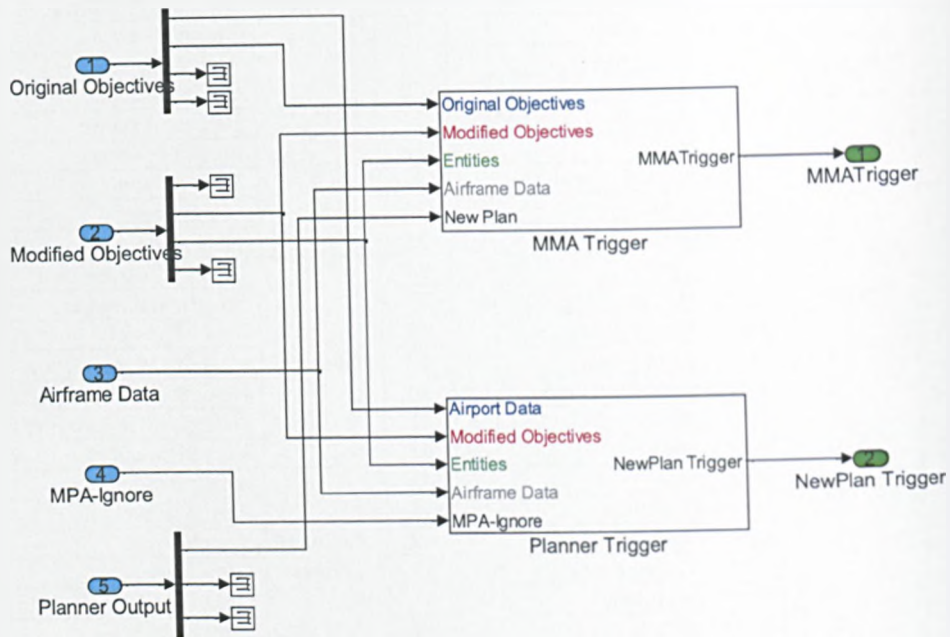 1
Original Objectives
2
Modified Objectives
3
Airframe Data
4
MPA-Ignore
5
Planner Output
Original Objectives
Modified Objectives
Entities
Airframe Data
New Plan
MMATrigger
MMA Trigger
1
MMATrigger
Airport Data
Modified Objectives
Entities
Airframe Data
MPA-Ignore
NewPlan Trigger
Planner Trigger
2
NewPlan Trigger